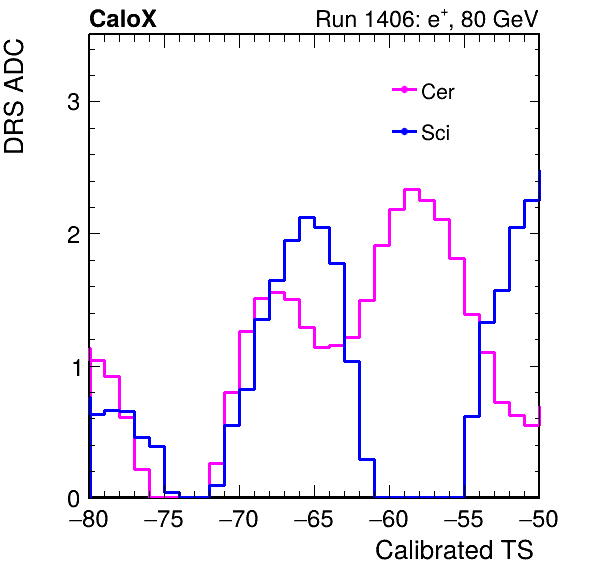 CaloX Run 1406: e⁺, 80 GeV
DRS ADC
3
2
1
0
Cer
Sci
−80 −75 −70 −65 −60 −55 −50
Calibrated TS